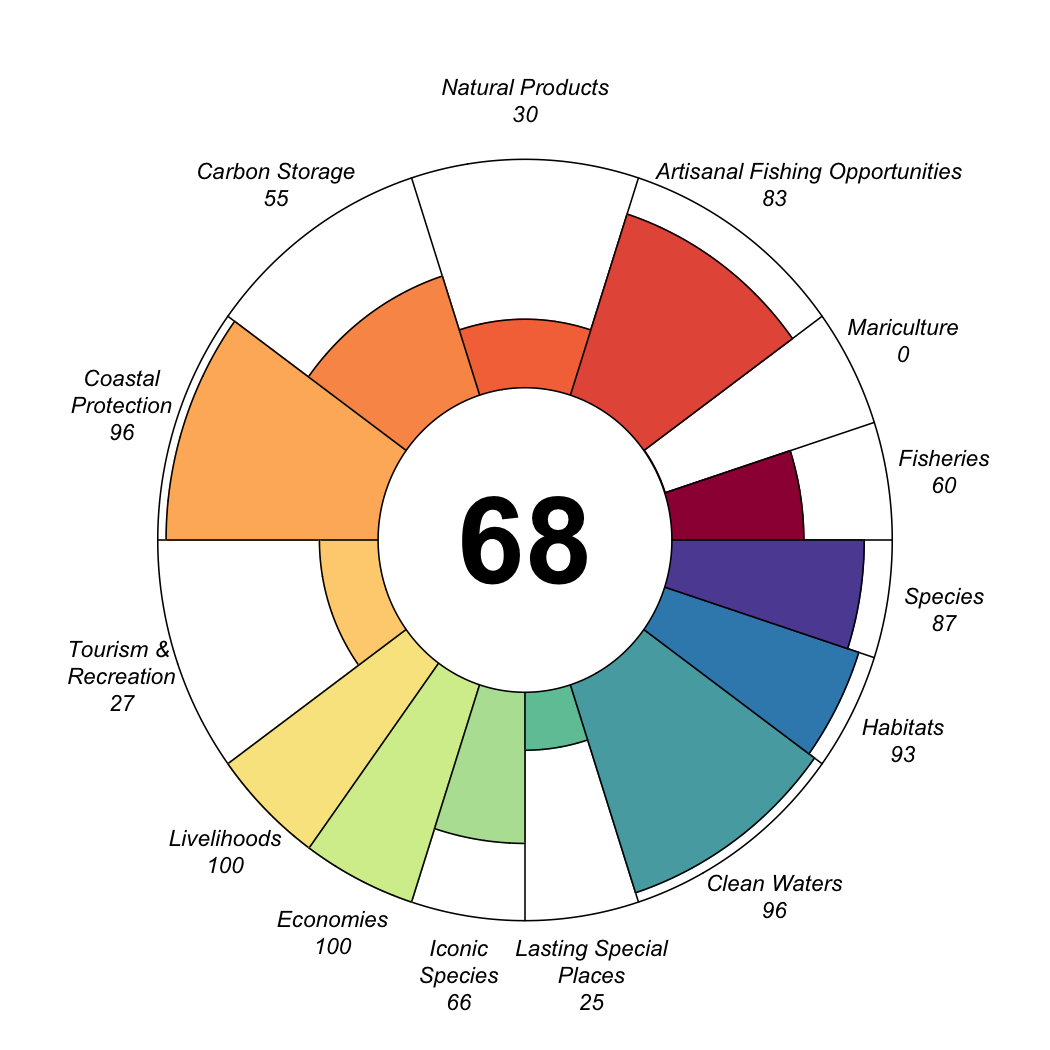 Natural Products
30
Artisanal Fishing Opportunities
83
Carbon Storage
55
Mariculture
0
Coastal
Protection
96
Fisheries
60
68
Species
87
Tourism &
Recreation
27
Habitats
93
Livelihoods
100
Clean Waters
96
Economies
100
Iconic
Species
66
Lasting Special
Places
25